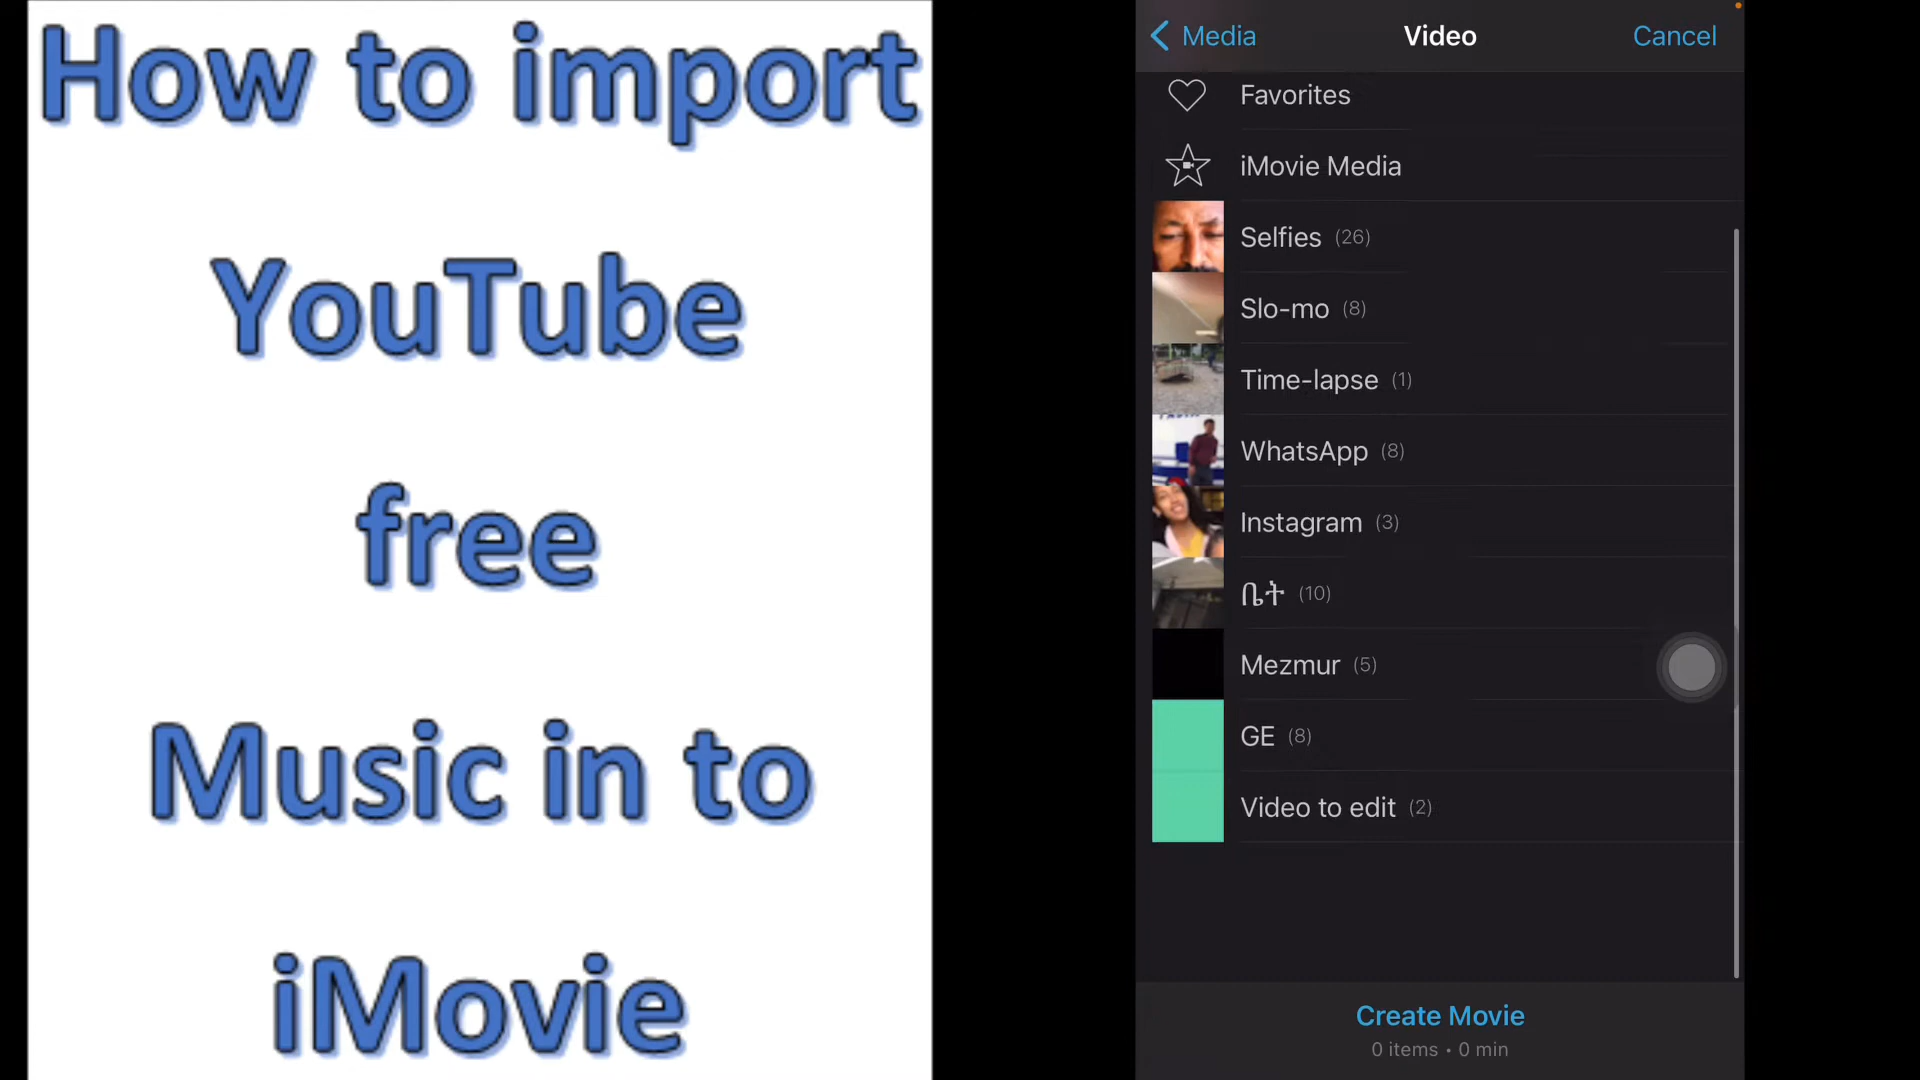 How to import
YouTube
free
Music in to
iMovie
Media
Video
Cancel
Favorites
iMovie Media
Selfies (26)
Slo-mo (8)
Time-lapse (1)
WhatsApp (8)
Instagram (3)
ቤት (10)
Mezmur (5)
GE (8)
Video to edit (2)
Create Movie
0 items • 0 min